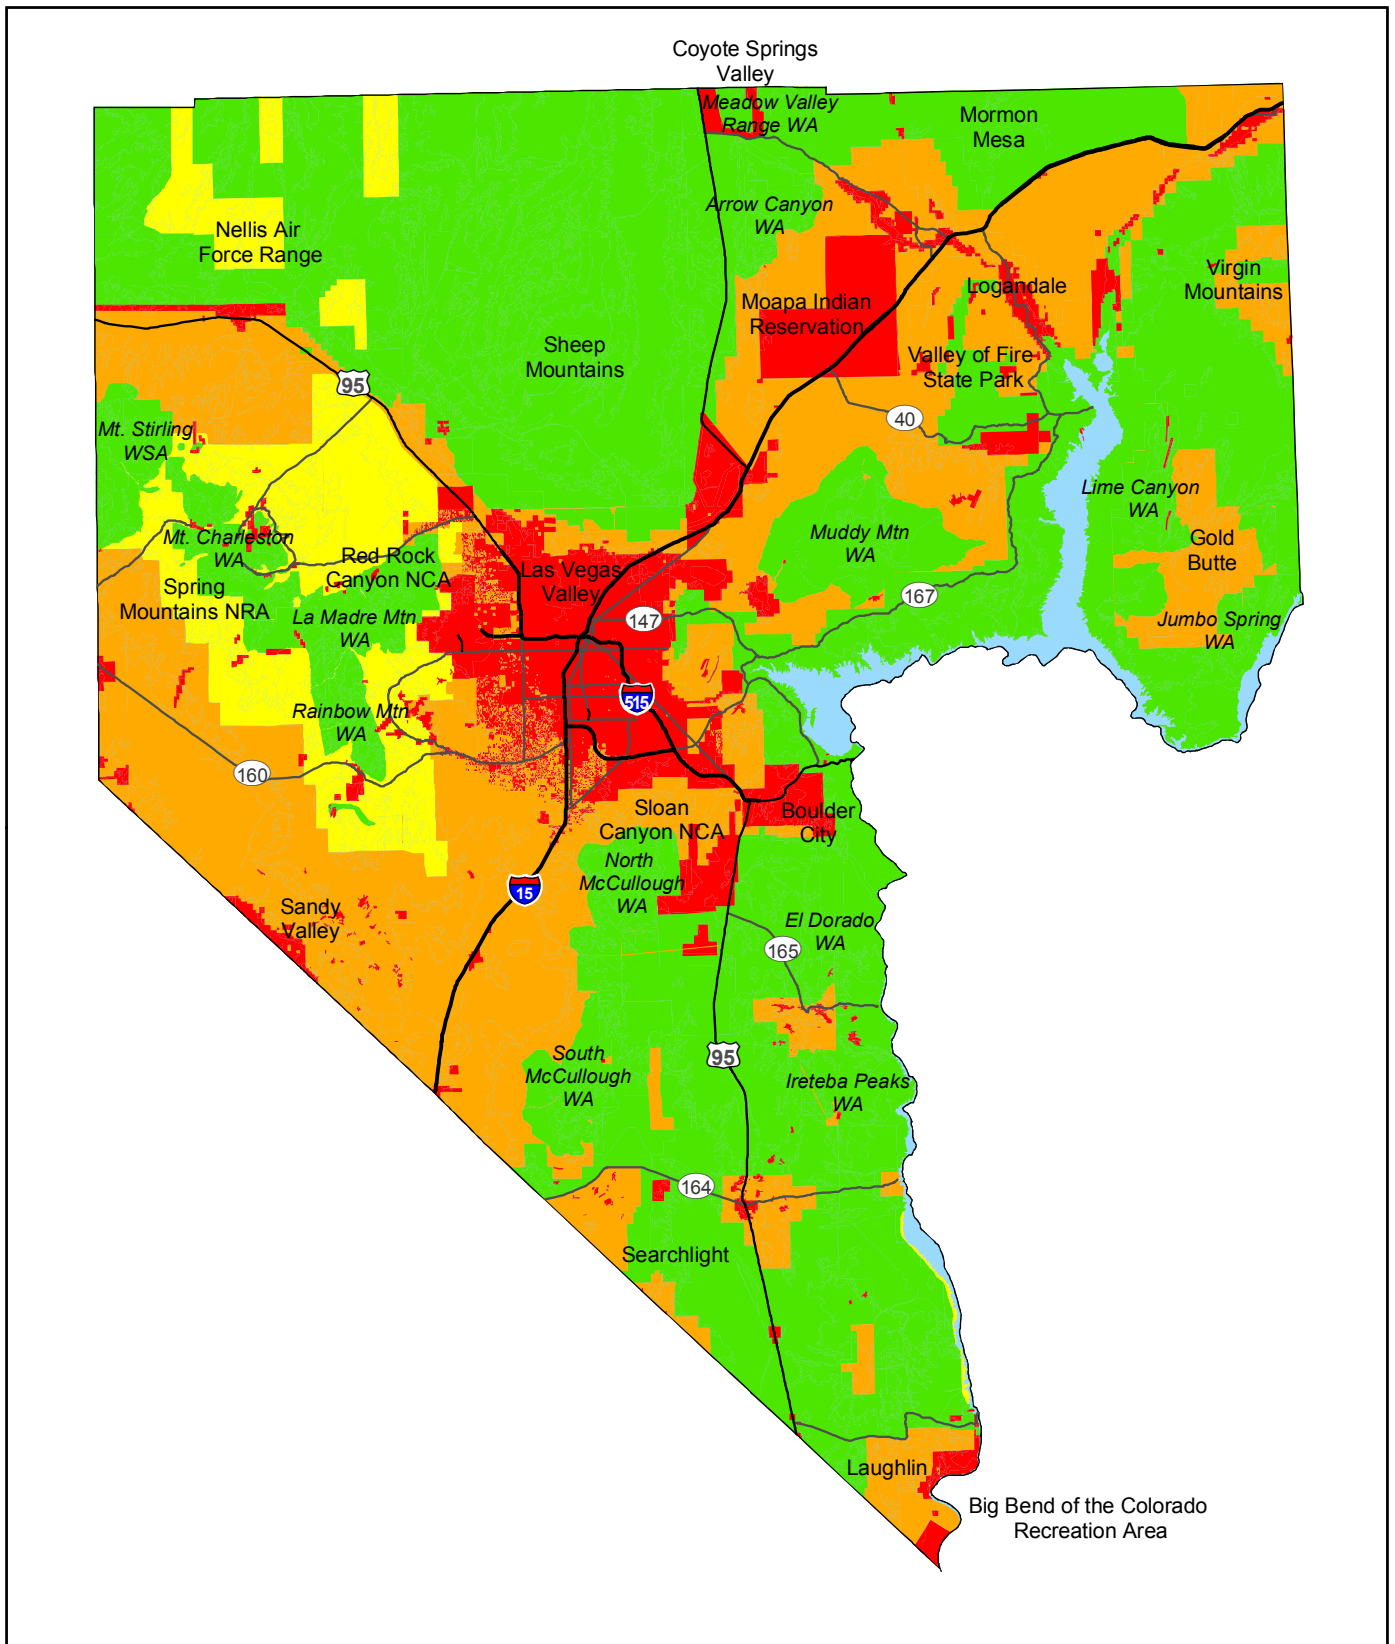 Coyote Springs
Valley
Meadow Valley
Range WA
Mormon
Mesa
Arrow Canyon
WA
Nellis Air
Force Range
Virgin
Mountains
Logandale
Moapa Indian
Reservation
Sheep
Mountains
Valley of Fire
State Park
95
40
Mt. Stirling
WSA
Lime Canyon
WA
Muddy Mtn
WA
Gold
Butte
Mt. Charleston
WA
Red Rock
Canyon NCA
Las Vegas
Valley
Spring
Mountains NRA
167
147
La Madre Mtn
WA
Jumbo Spring
WA
515
Rainbow Mtn
WA
160
Sloan
Canyon NCA
Boulder
City
North
McCullough
WA
15
Sandy
Valley
El Dorado
WA
165
95
South
McCullough
WA
Ireteba Peaks
WA
164
Searchlight
Laughlin
Big Bend of the Colorado
Recreation Area